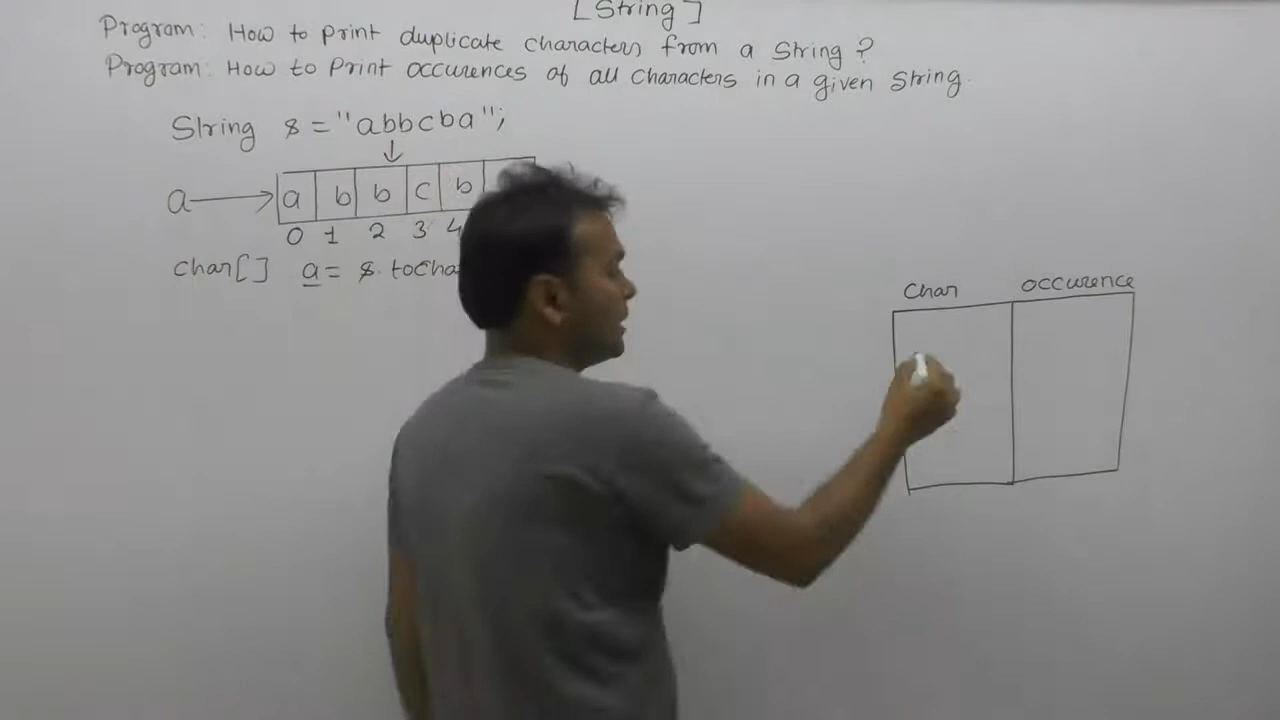 [String]
Program: How to print duplicate characters from a String?
Program: How to Print occurences of all characters in a given string.
String s = "abbcba";
a a b b c b
0 1 2 3 4
char[] a = s.tocha
Char occurence